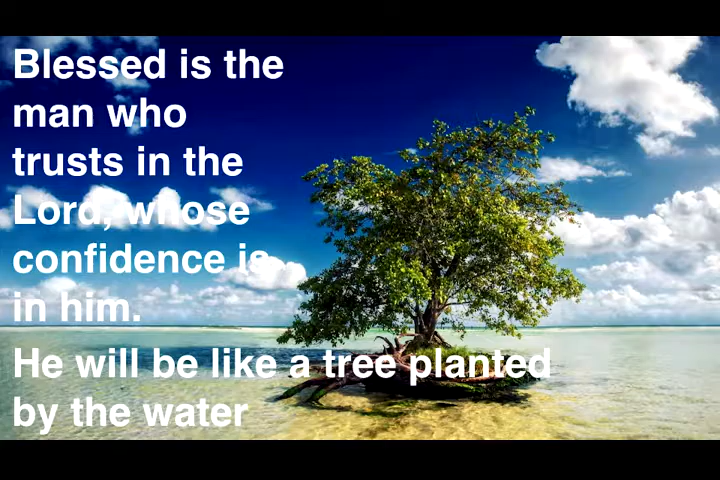 Blessed is the
man who
trusts in the
Lord, whose
confidence is
in him.
He will be like a tree planted
by the water